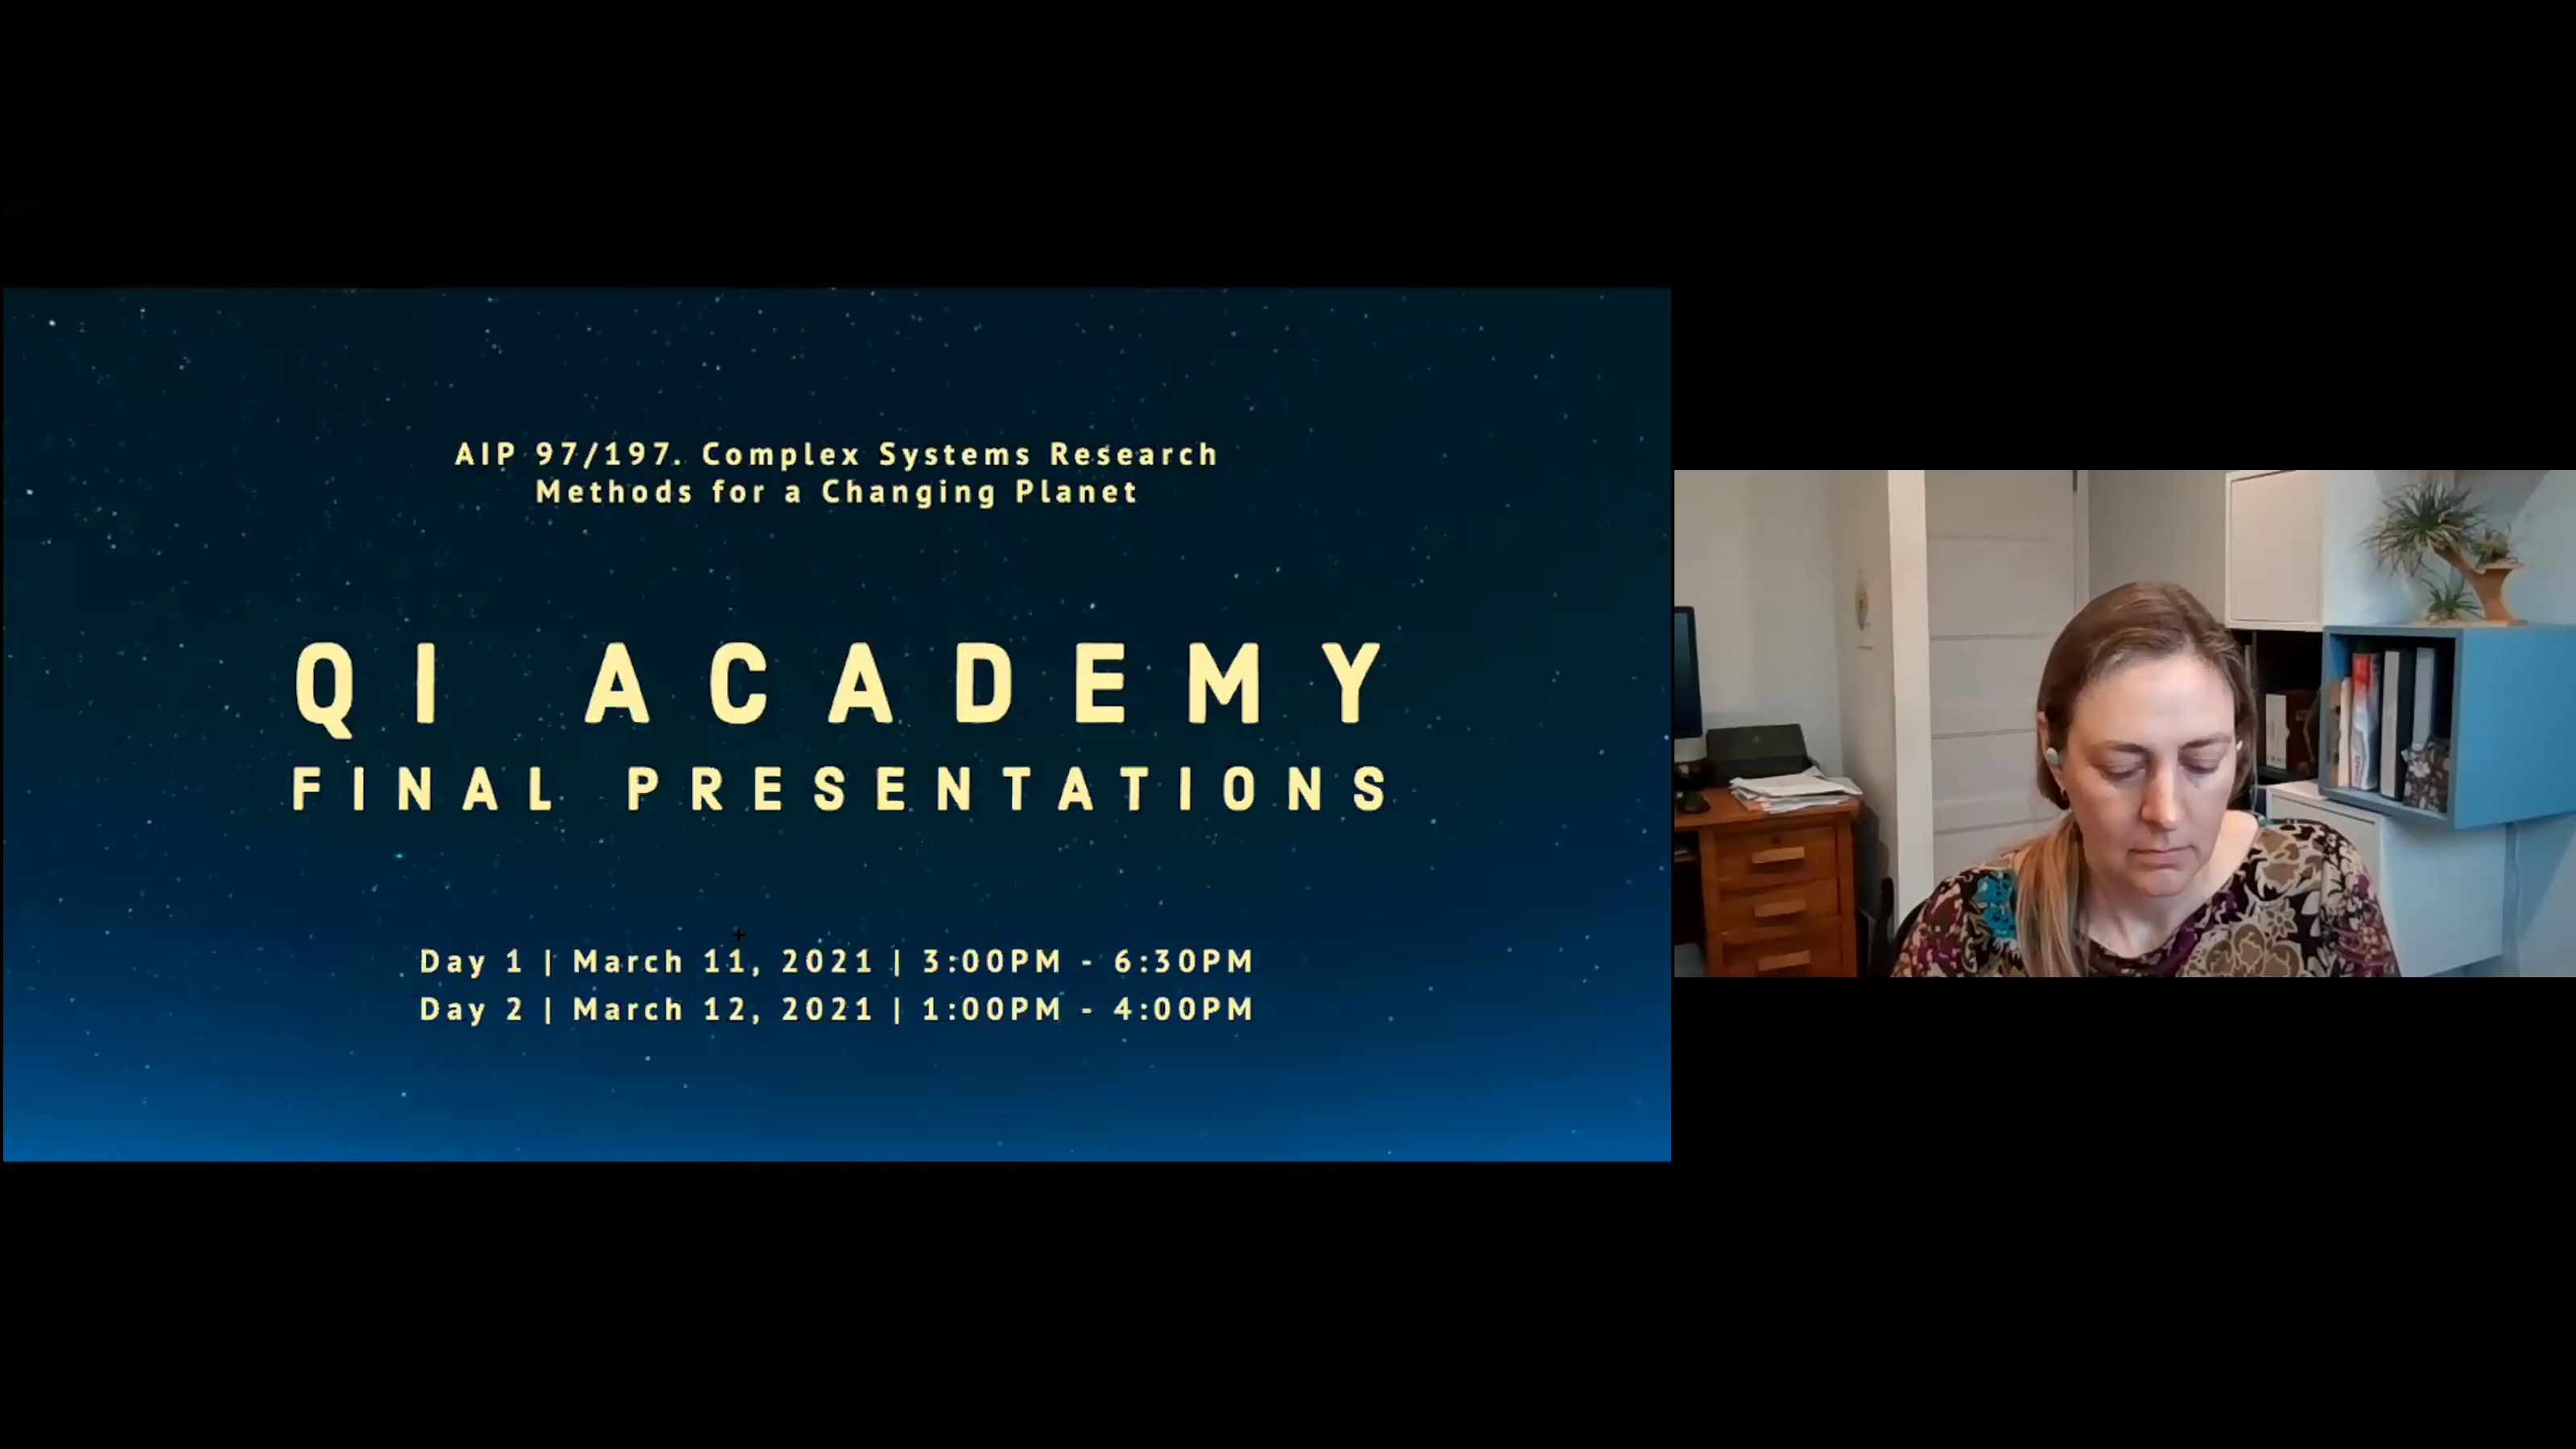 AIP 97/197. Complex Systems Research
Methods for a Changing Planet
QI ACADEMY
FINAL PRESENTATIONS
Day 1 | March 11, 2021 | 3:00PM - 6:30PM
Day 2 | March 12, 2021 | 1:00PM - 4:00PM